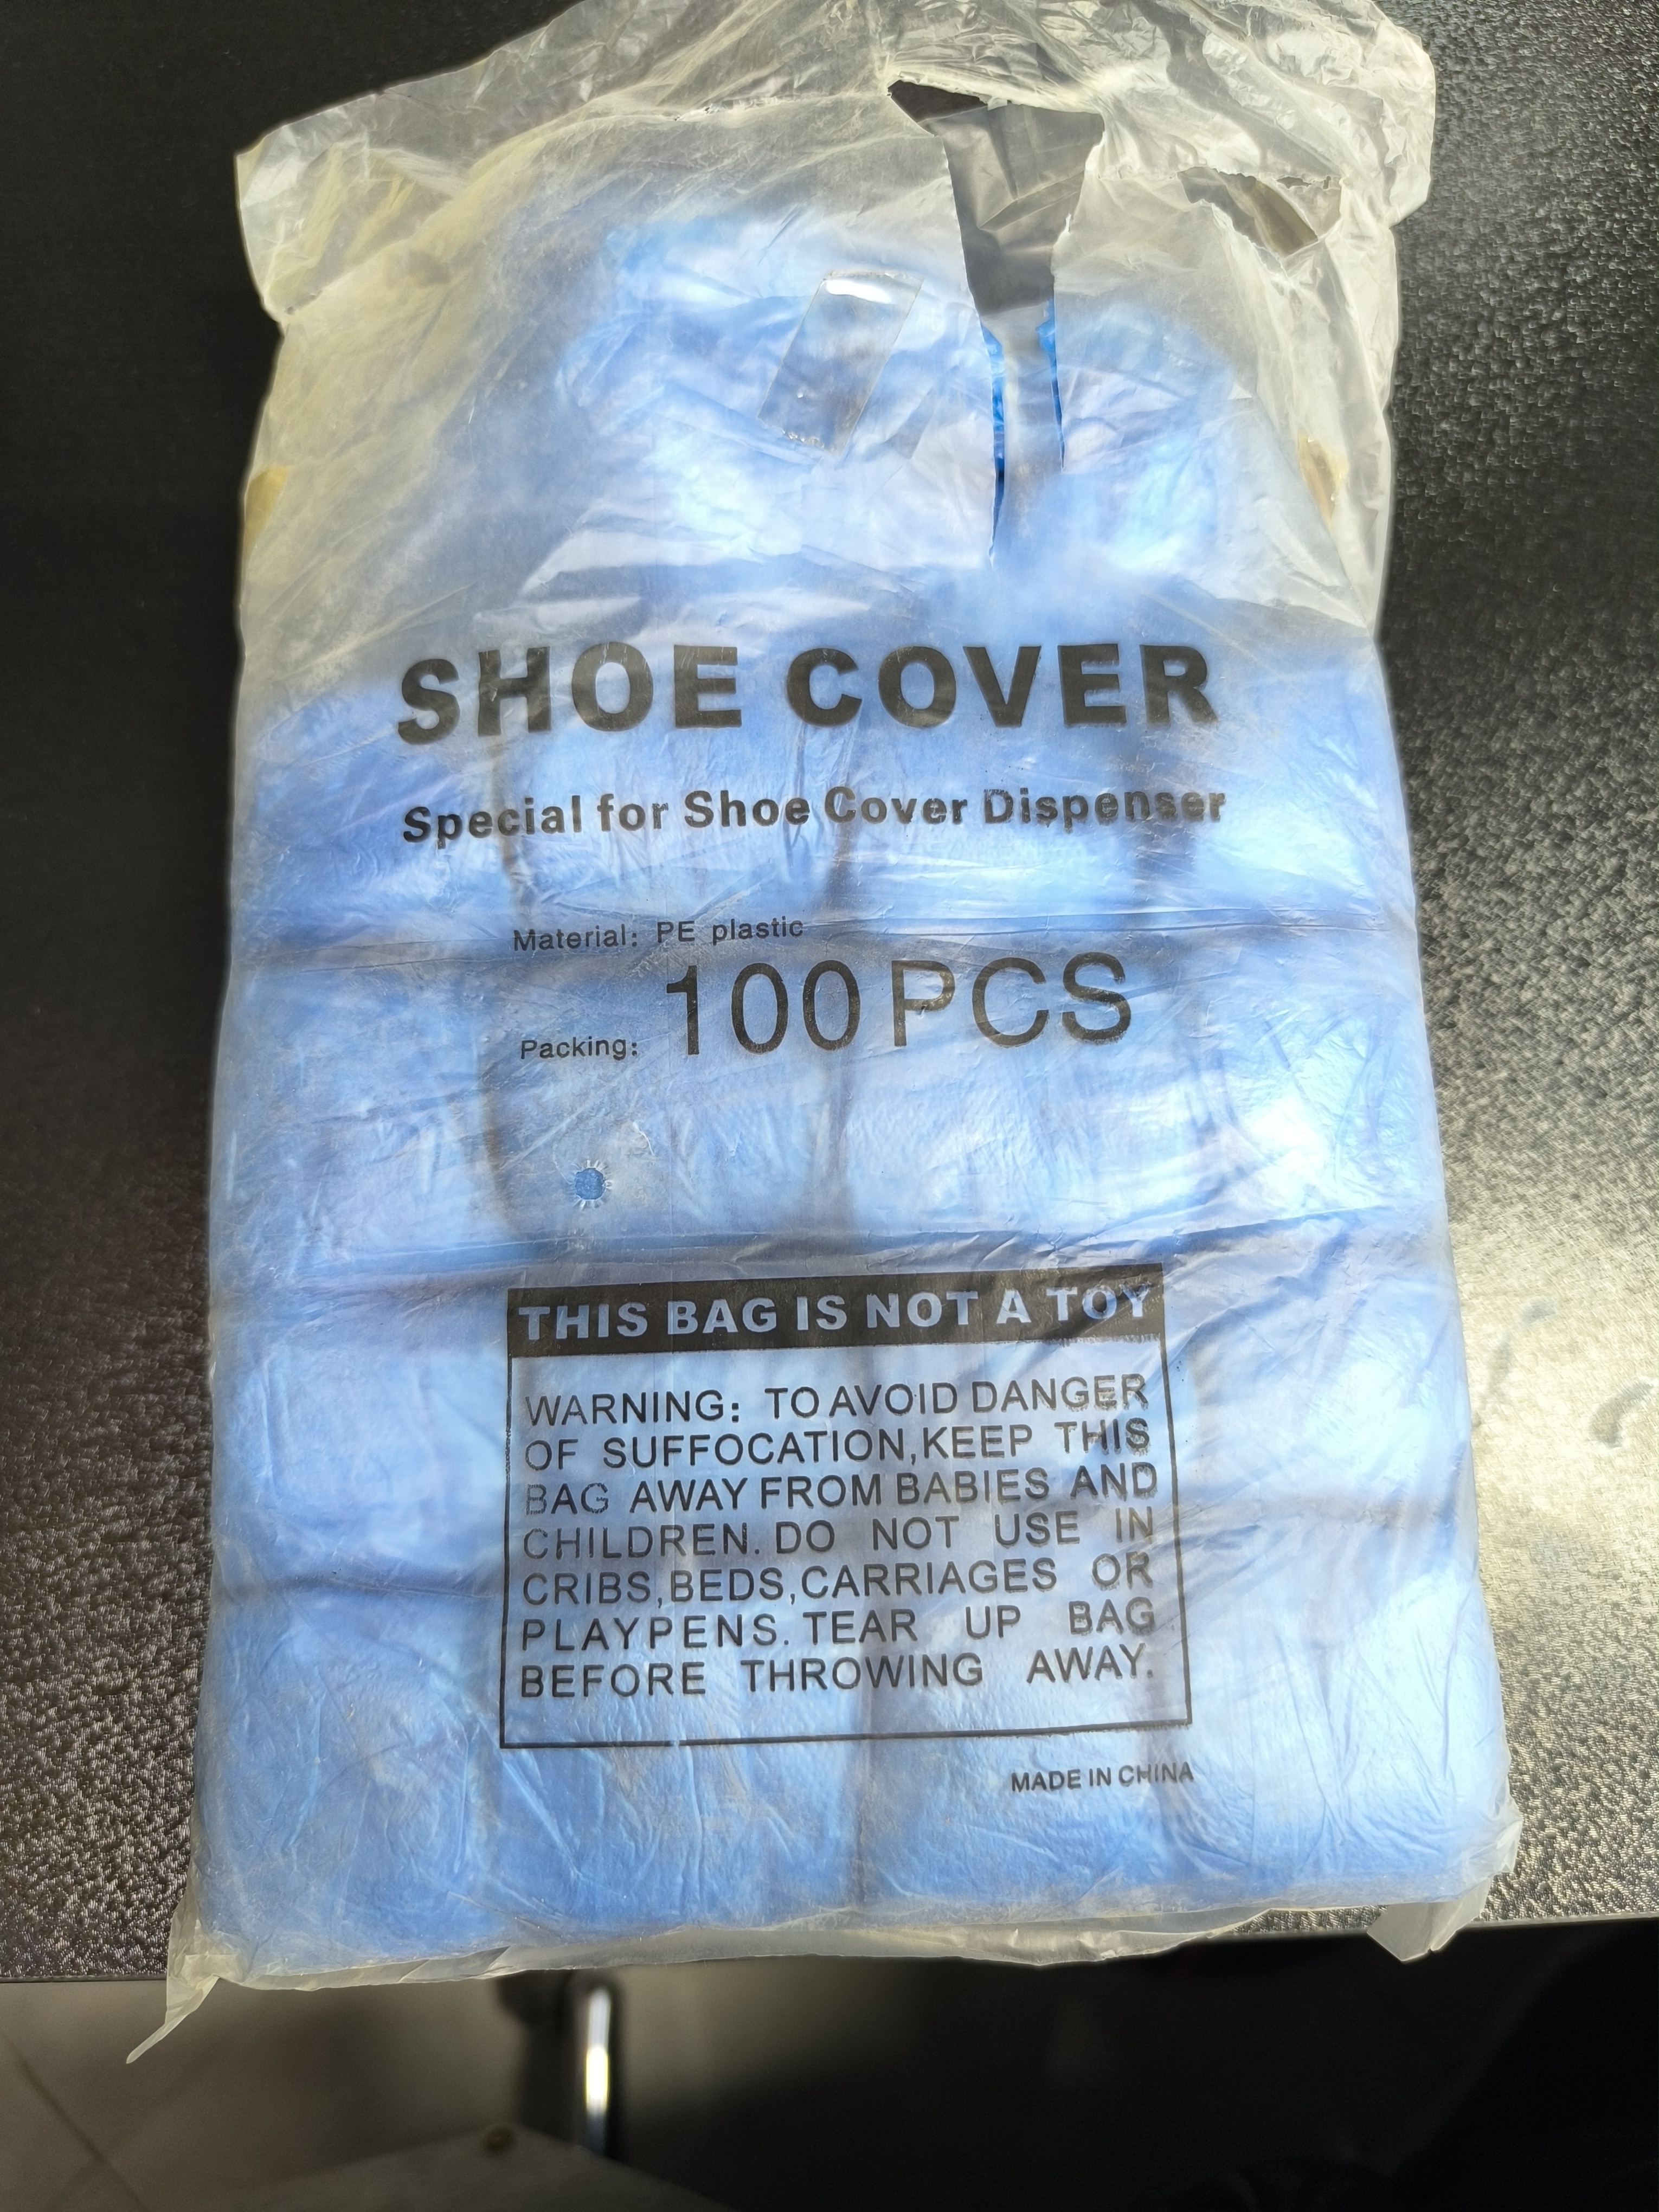 SHOE COVER
Special for Shoe Cover Dispenser
Material: PE plastic
Packing: 100PCS
THIS BAG IS NOT A TOY
WARNING: TO AVOID DANGER
OF SUFFOCATION,KEEP THIS
BAG AWAY FROM BABIES AND
CHILDREN. DO NOT USE IN
CRIBS,BEDS,CARRIAGES OR
PLAYPENS. TEAR UP BAG
BEFORE THROWING AWAY.
MADE IN CHINA